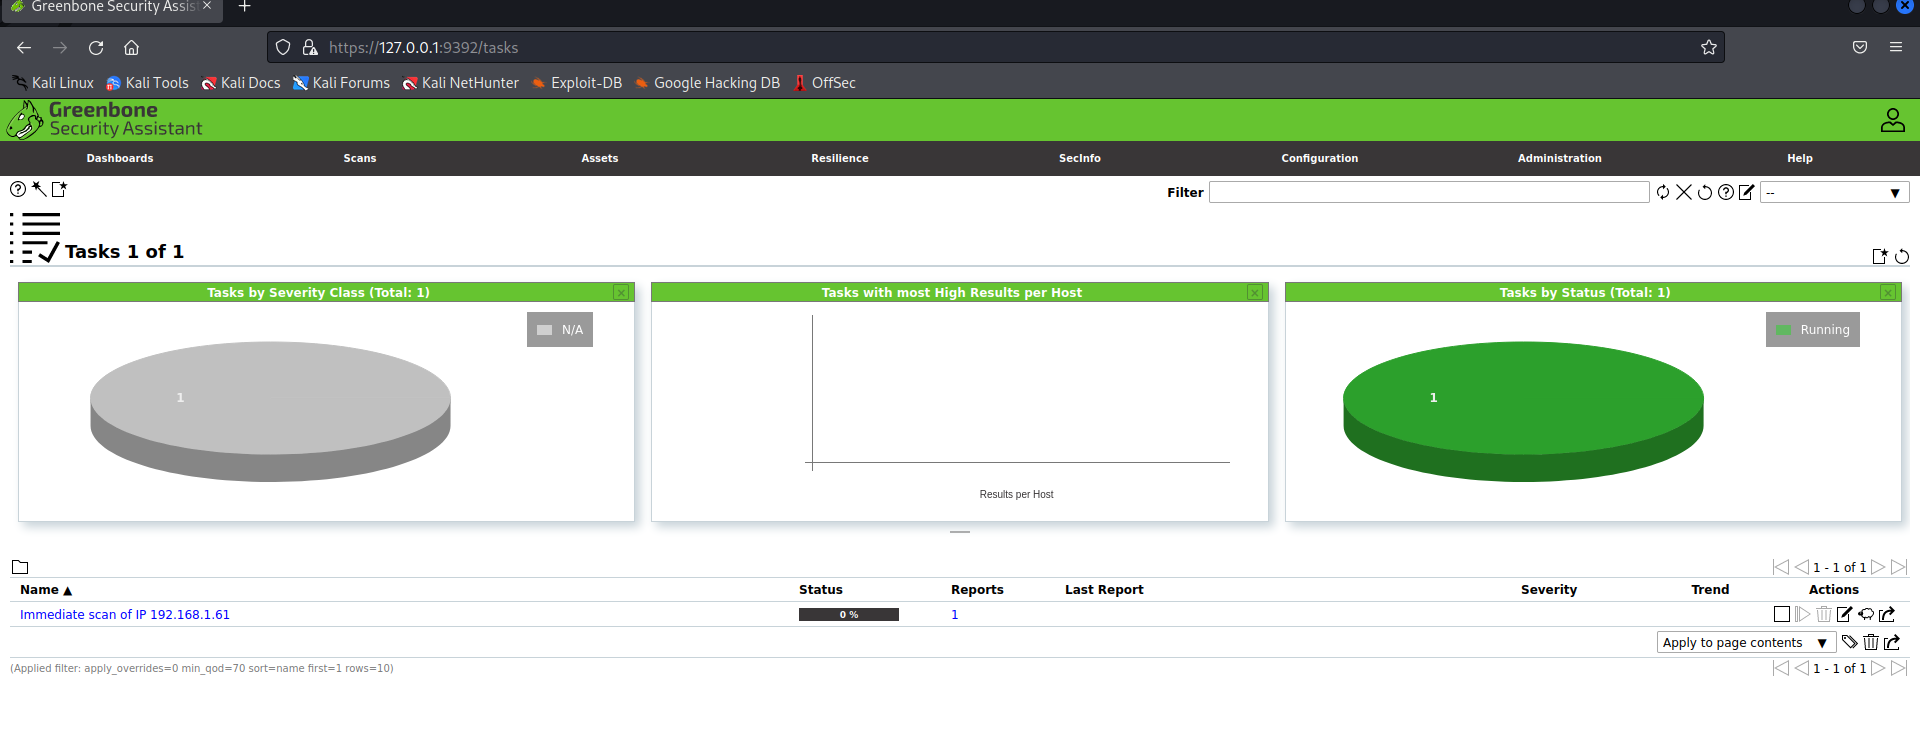 Greenbone Security Assis
https://127.0.0.1:9392/tasks
Kali Linux Kali Tools Kali Docs Kali Forums Kali NetHunter Exploit-DB Google Hacking DB OffSec
Greenbone
Security Assistant
Dashboards Scans Assets Resilience SecInfo Configuration Administration Help
Filter --
Tasks 1 of 1
Tasks by Severity Class (Total: 1)
N/A
1
Tasks with most High Results per Host
Results per Host
Tasks by Status (Total: 1)
Running
1
1 - 1 of 1
Name ▲ Status Reports Last Report Severity Trend Actions
Immediate scan of IP 192.168.1.61 0 % 1
Apply to page contents ▼
(Applied filter: apply_overrides=0 min_qod=70 sort=name first=1 rows=10) 1 - 1 of 1